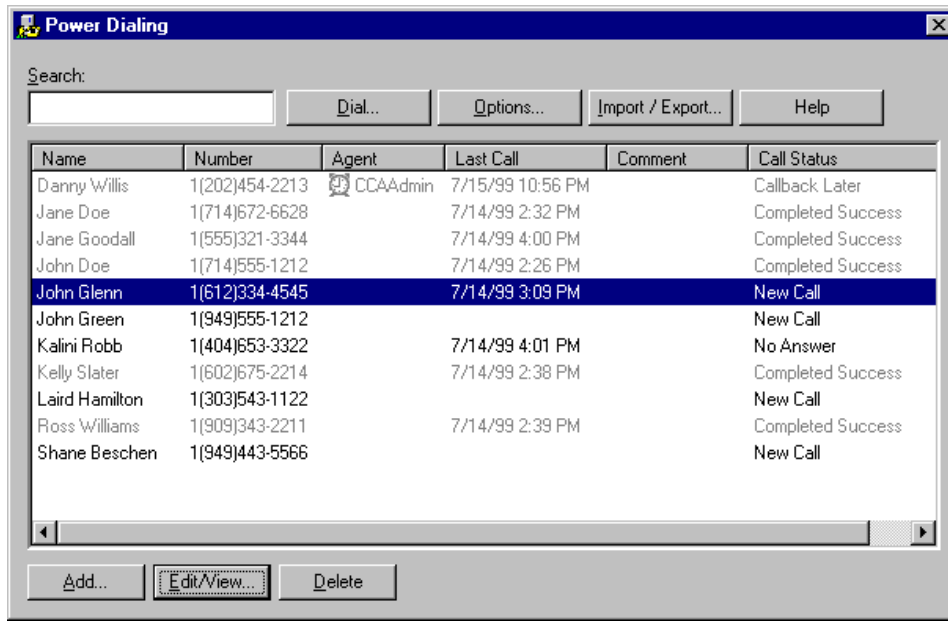 Power Dialing
Search:
Dial... Options... Import / Export... Help
Name Number Agent Last Call Comment Call Status
Danny Willis 1(202)454-2213 CCAAdmin 7/15/99 10:56 PM Callback Later
Jane Doe 1(714)672-6628 7/14/99 2:32 PM Completed Success
Jane Goodall 1(555)321-3344 7/14/99 4:00 PM Completed Success
John Doe 1(714)555-1212 7/14/99 2:26 PM Completed Success
John Glenn 1(612)334-4545 7/14/99 3:09 PM New Call
John Green 1(949)555-1212 New Call
Kalini Robb 1(404)653-3322 7/14/99 4:01 PM No Answer
Kelly Slater 1(602)675-2214 7/14/99 2:38 PM Completed Success
Laird Hamilton 1(303)543-1122 New Call
Ross Williams 1(909)343-2211 7/14/99 2:39 PM Completed Success
Shane Beschen 1(949)443-5566 New Call
Add... Edit/View... Delete